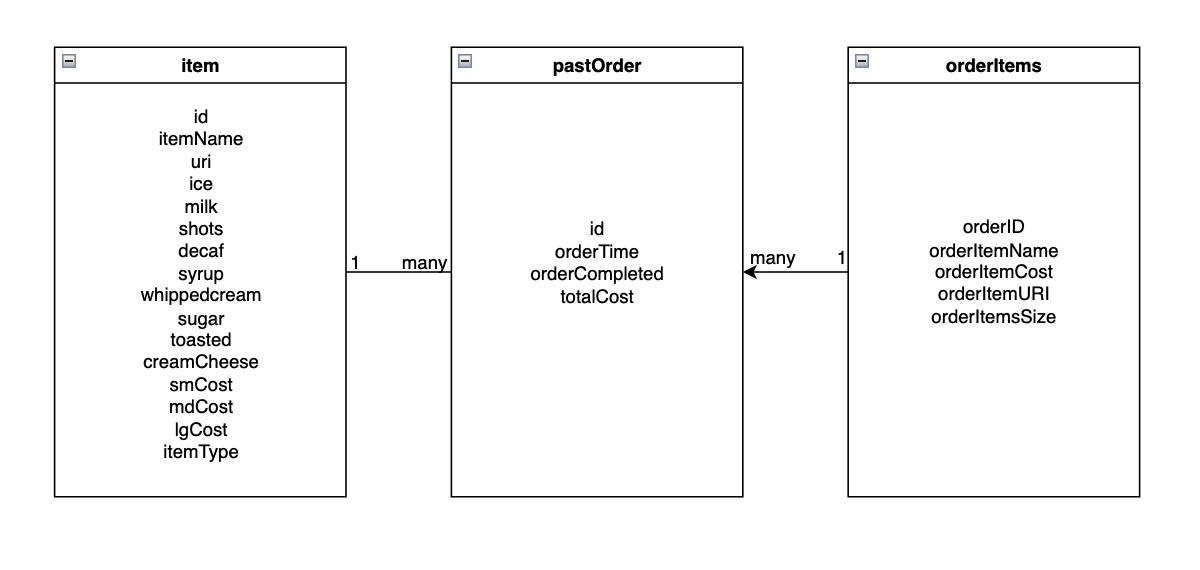 item
id
itemName
uri
ice
milk
shots
decaf
syrup
whippedcream
sugar
toasted
creamCheese
smCost
mdCost
lgCost
itemType
1
many
pastOrder
id
orderTime
orderCompleted
totalCost
many
1
orderItems
orderID
orderItemName
orderItemCost
orderItemURI
orderItemsSize